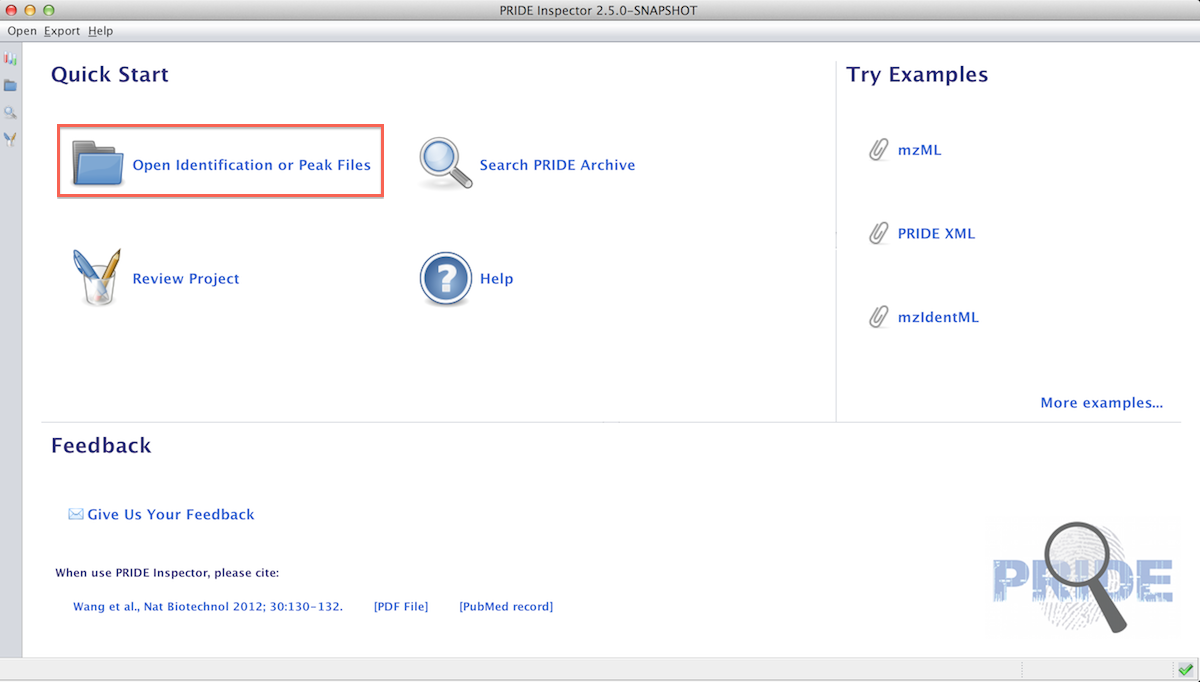 PRIDE Inspector 2.5.0-SNAPSHOT
Open Export Help
Quick Start
Open Identification or Peak Files
Search PRIDE Archive
Review Project
? Help
Try Examples
mzML
PRIDE XML
mzIdentML
More examples...
Feedback
Give Us Your Feedback
When use PRIDE Inspector, please cite:
Wang et al., Nat Biotechnol 2012; 30:130-132. [PDF File] [PubMed record]
PRIDE